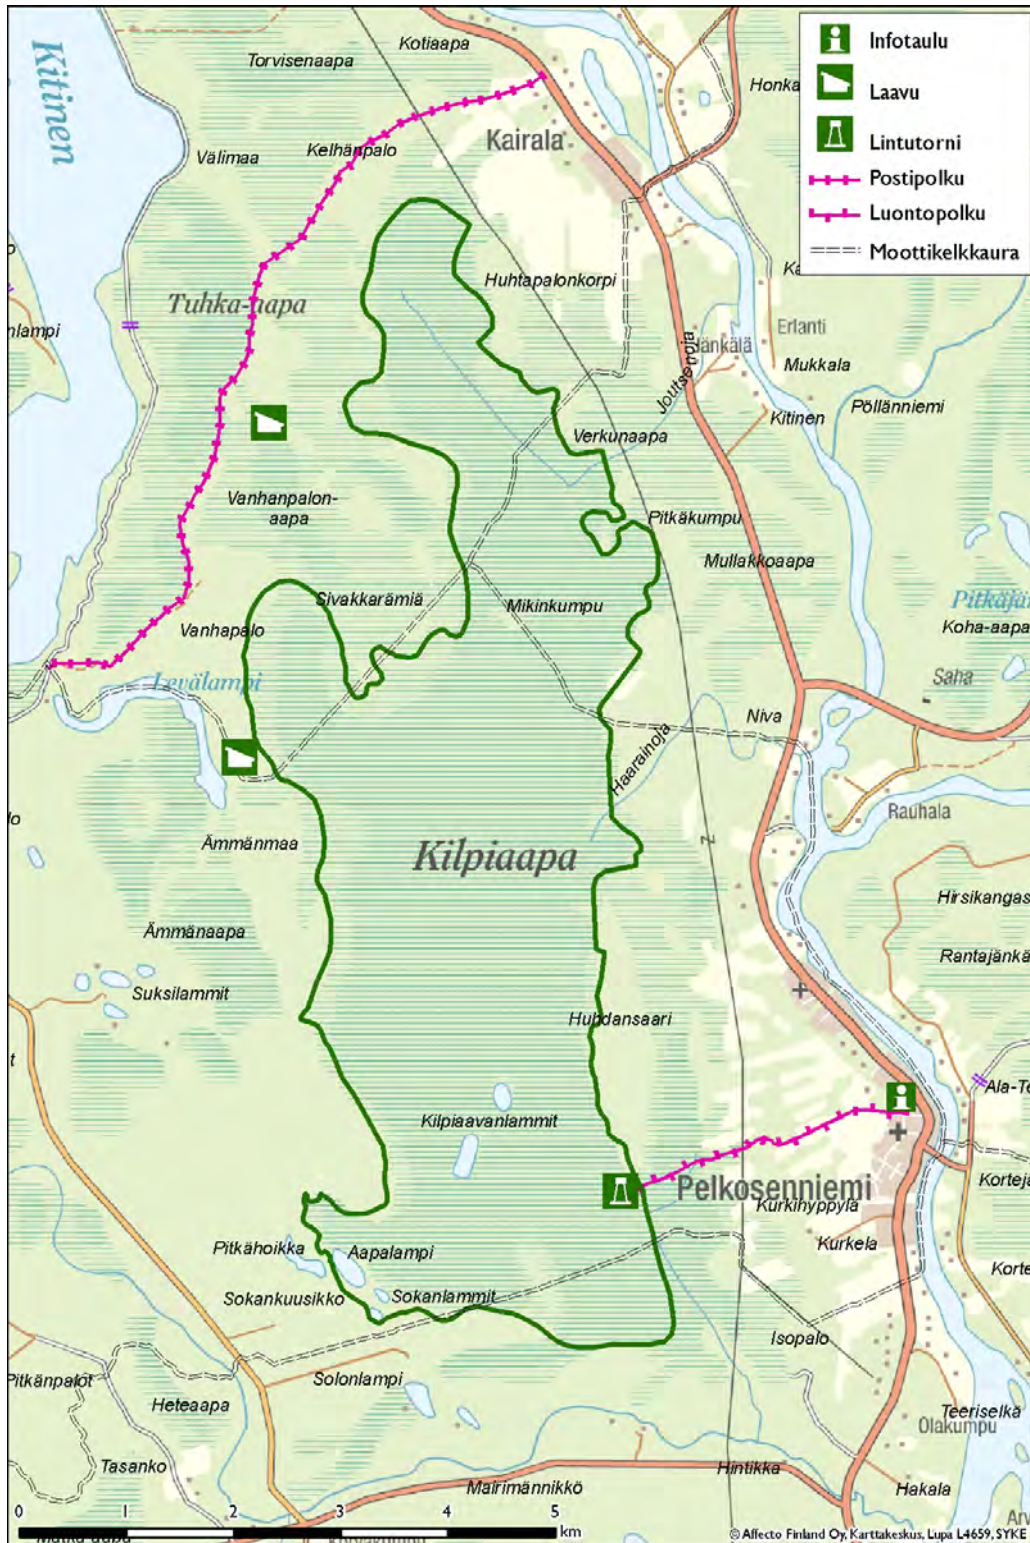 Kitinen
Kotiaapa
Torvisenaapa
Infotaulu
Laavu
Lintutorni
Postipolku
Luontopolku
Moottikelkkaura
Kairala
Välimaa
Kelhänpalo
Huhtapalonkorpi
Tuhka-aapa
nlampi
Erlanti
Jänkälä
Mukkala
Joutsenoja
Kitinen
Pöllänniemi
Verkunaapa
Vanhanpalon-
aapa
Pitkäkumpu
Mullakkoaapa
Sivakkarämiä
Mikinkumpu
Vanhapalo
Koha-aapa
Levälampi
Saha
Niva
Haarainoja
Rauhala
Ämmänmaa
Kilpiaapa
Hirsikangas
Ämmänaapa
Rantajänkä
Suksilammit
Huhdansaari
Ala-Te
Kilpiaavanlammit
Pelkosenniemi
Kurkihyppylä
Kortejä
Kurkela
Pitkähoikka
Aapalampi
Korte
Sokankuusikko
Sokanlammit
Isopalo
Pitkänpalot
Solonlampi
Heteaapa
Teeriselkä
Olakumpu
Tasanko
Hintikka
Mairimännikkö
Hakala
0 1 2 3 4 5
km
© Affecto Finland Oy, Karttakeskus, Lupa L4659, SYKE